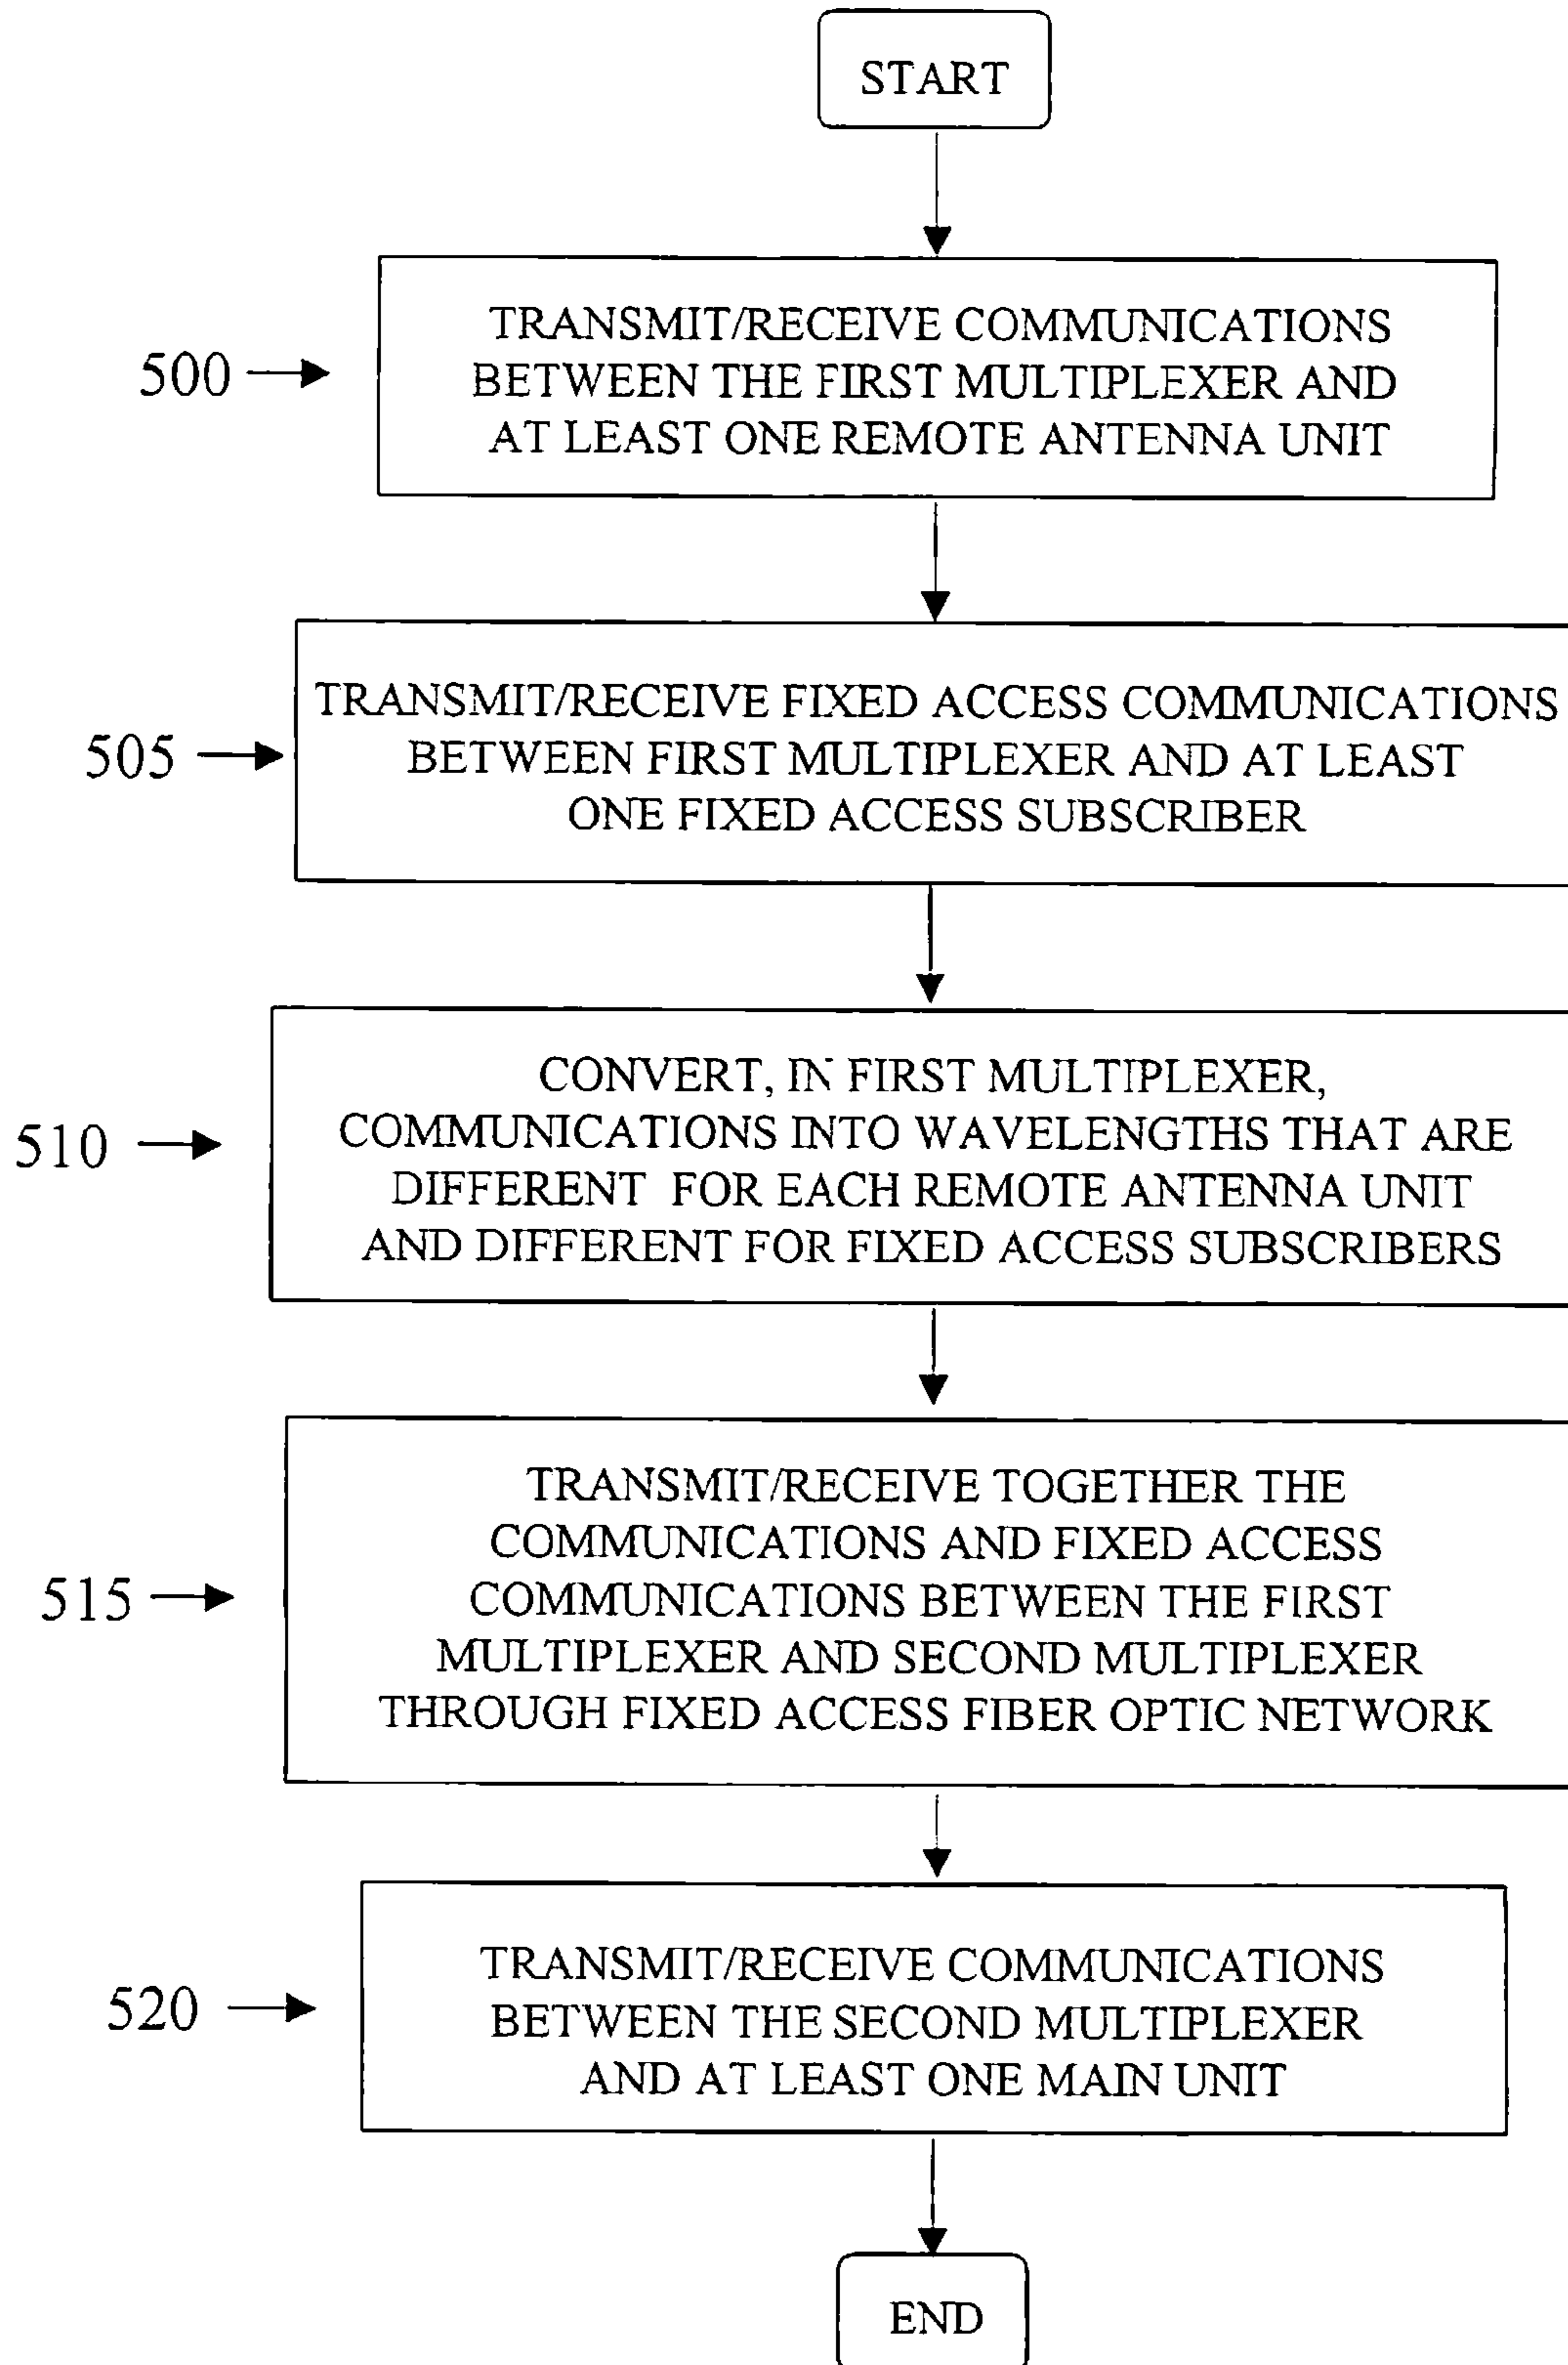 START
500
TRANSMIT/RECEIVE COMMUNICATIONS
BETWEEN THE FIRST MULTIPLEXER AND
AT LEAST ONE REMOTE ANTENNA UNIT
505
TRANSMIT/RECEIVE FIXED ACCESS COMMUNICATIONS
BETWEEN FIRST MULTIPLEXER AND AT LEAST
ONE FIXED ACCESS SUBSCRIBER
510
CONVERT, IN FIRST MULTIPLEXER,
COMMUNICATIONS INTO WAVELENGTHS THAT ARE
DIFFERENT FOR EACH REMOTE ANTENNA UNIT
AND DIFFERENT FOR FIXED ACCESS SUBSCRIBERS
515
TRANSMIT/RECEIVE TOGETHER THE
COMMUNICATIONS AND FIXED ACCESS
COMMUNICATIONS BETWEEN THE FIRST
MULTIPLEXER AND SECOND MULTIPLEXER
THROUGH FIXED ACCESS FIBER OPTIC NETWORK
520
TRANSMIT/RECEIVE COMMUNICATIONS
BETWEEN THE SECOND MULTIPLEXER
AND AT LEAST ONE MAIN UNIT
END